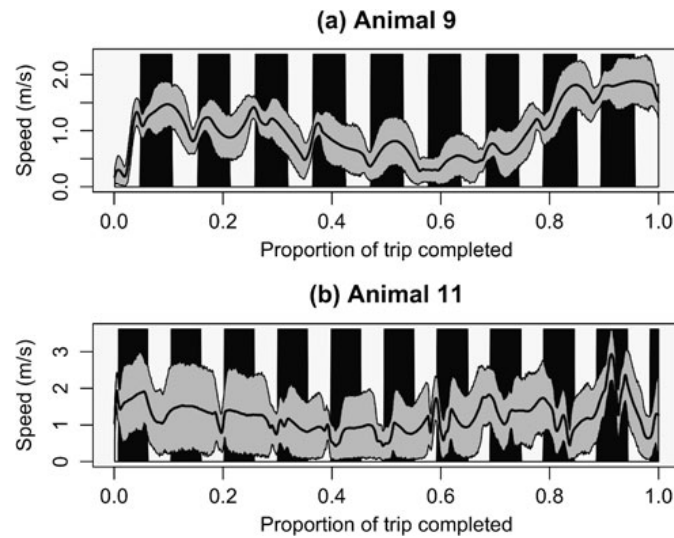 (a) Animal 9
Speed (m/s)
2.0
1.0
0.0
0.0 0.2 0.4 0.6 0.8 1.0
Proportion of trip completed
(b) Animal 11
Speed (m/s)
3
2
1
0
0.0 0.2 0.4 0.6 0.8 1.0
Proportion of trip completed